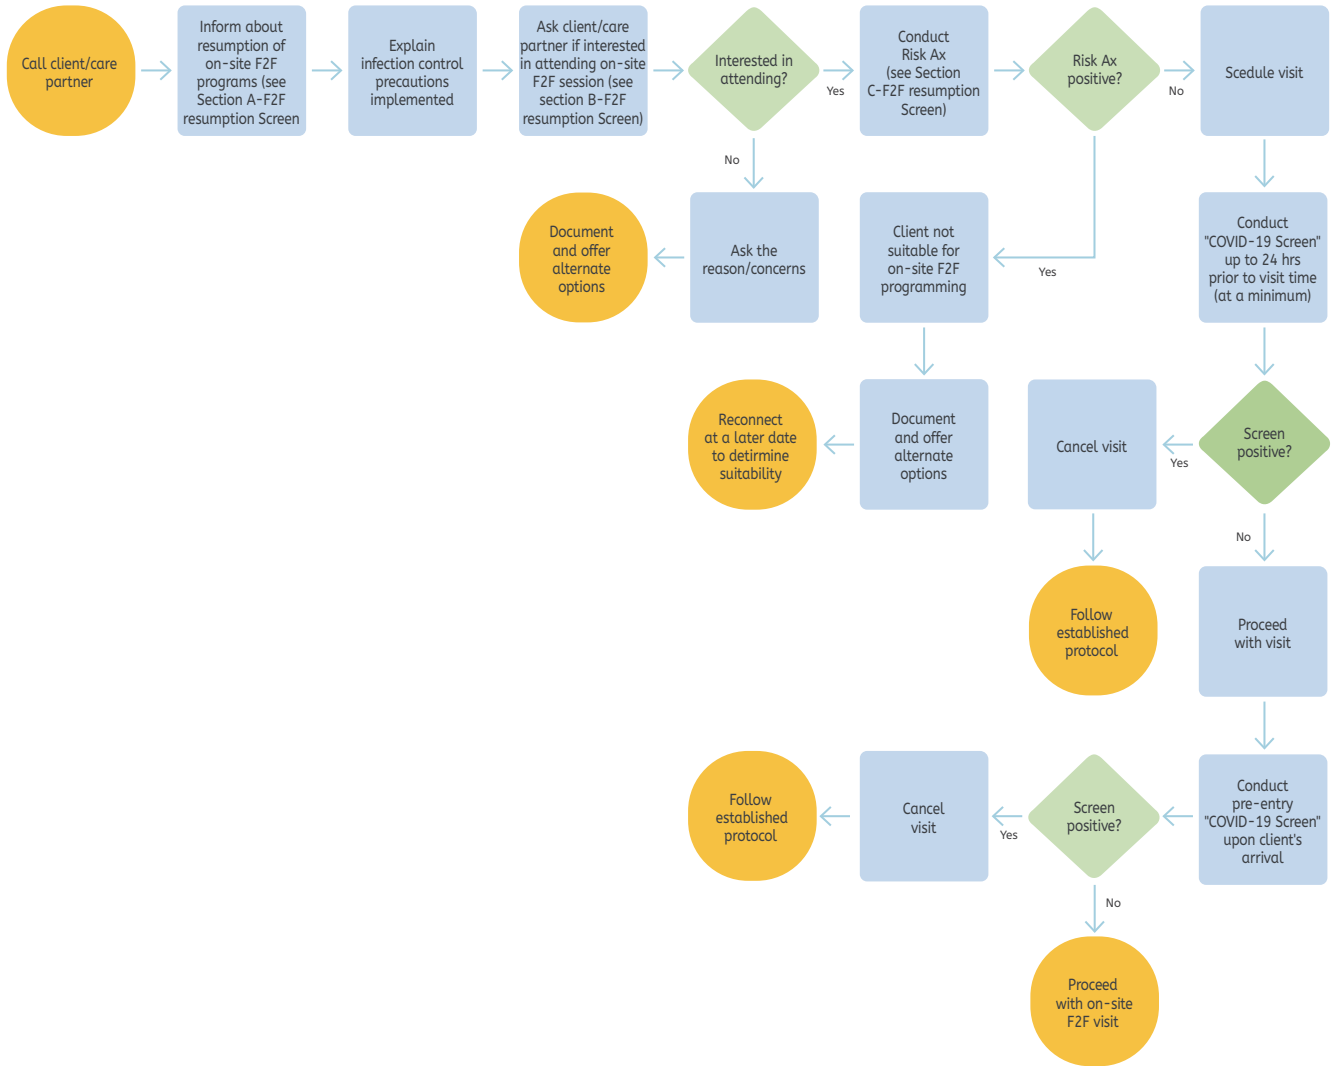 Call client/care
partner
Inform about
resumption of
on-site F2F
programs (see
Section A-F2F
resumption Screen
Explain
infection control
precautions
implemented
Ask client/care
partner if interested
in attending on-site
F2F session (see
section B-F2F
resumption Screen)
Interested in
attending?
Yes
Conduct
Risk Ax
(see Section
C-F2F resumption
Screen)
Risk Ax
positive?
No
Scedule visit
No
Document
and offer
alternate
options
Ask the
reason/concerns
Client not
suitable for
on-site F2F
programming
Yes
Conduct
"COVID-19 Screen"
up to 24 hrs
prior to visit time
(at a minimum)
Reconnect
at a later date
to detirmine
suitability
Document
and offer
alternate
options
Cancel visit
Yes
Screen
positive?
No
Follow
established
protocol
Proceed
with visit
Follow
established
protocol
Cancel
visit
Yes
Screen
positive?
Conduct
pre-entry
"COVID-19 Screen"
upon client's
arrival
No
Proceed
with on-site
F2F visit